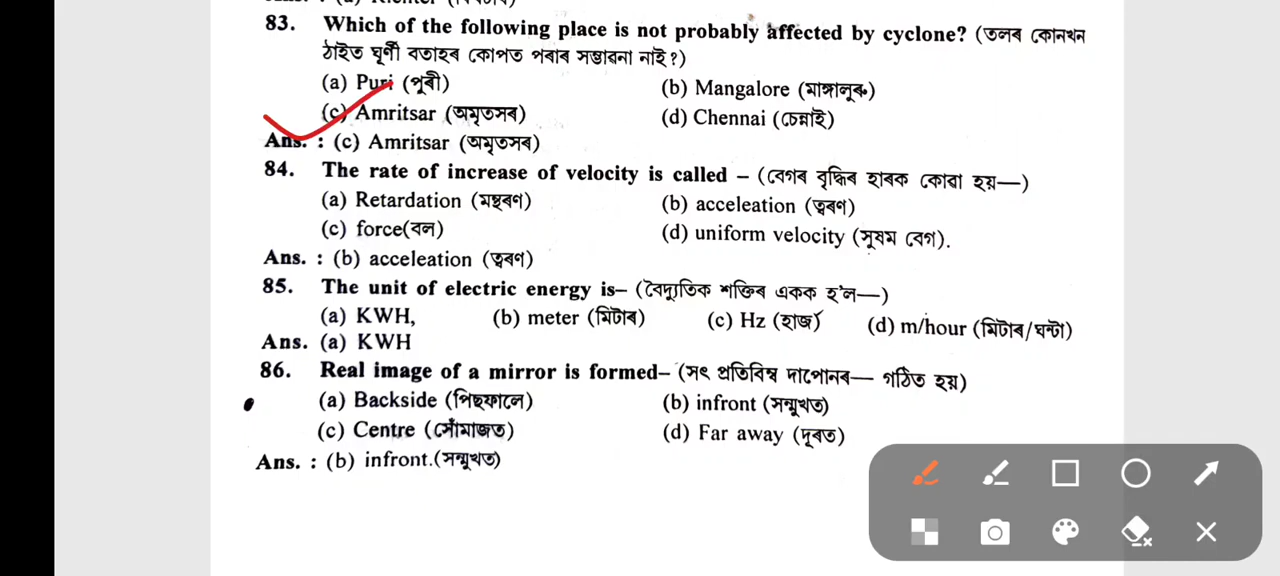 83. Which of the following place is not probably affected by cyclone? (তলৰ কোনখন
ঠাইত ঘূৰ্ণী বতাহৰ কোপত পৰাৰ সম্ভাৱনা নাই?)
(a) Puri (পূৰী) (b) Mangalore (মাঙ্গালুৰু)
(c) Amritsar (অমৃতসৰ) (d) Chennai (চেন্নাই)
Ans. : (c) Amritsar (অমৃতসৰ)
84. The rate of increase of velocity is called – (বেগৰ বৃদ্ধিৰ হাৰক কোৱা হয়—)
(a) Retardation (মন্থৰণ) (b) acceleation (ত্বৰণ)
(c) force(বল) (d) uniform velocity (সুষম বেগ).
Ans. : (b) acceleation (ত্বৰণ)
85. The unit of electric energy is– (বৈদ্যুতিক শক্তিৰ একক হ'ল—)
(a) KWH, (b) meter (মিটাৰ) (c) Hz (হাৰ্জ) (d) m/hour (মিটাৰ/ঘন্টা)
Ans. (a) KWH
86. Real image of a mirror is formed– (সৎ প্ৰতিবিম্ব দাপোনৰ— গঠিত হয়)
(a) Backside (পিছফালে) (b) infront (সন্মুখত)
(c) Centre (সোঁমাজত) (d) Far away (দূৰত)
Ans. : (b) infront.(সন্মুখত)